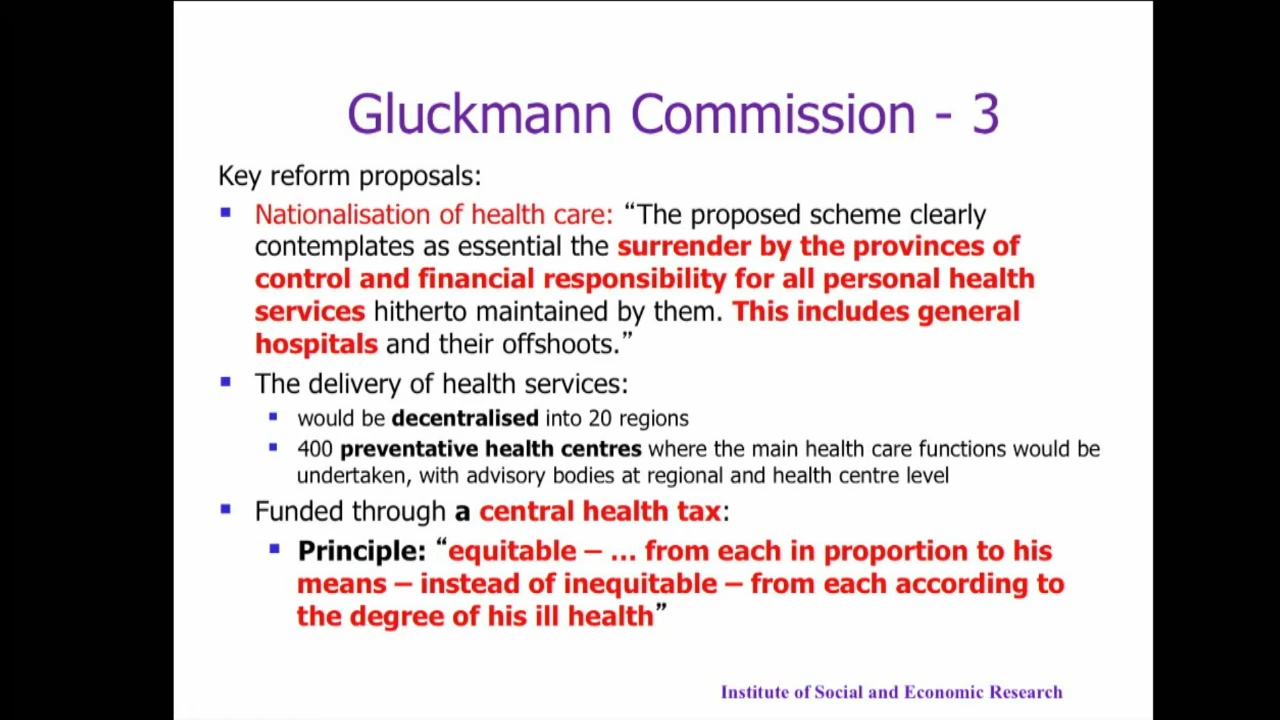 Gluckmann Commission - 3
Key reform proposals:
Nationalisation of health care: “The proposed scheme clearly
contemplates as essential the surrender by the provinces of
control and financial responsibility for all personal health
services hitherto maintained by them. This includes general
hospitals and their offshoots.”
The delivery of health services:
would be decentralised into 20 regions
400 preventative health centres where the main health care functions would be
undertaken, with advisory bodies at regional and health centre level
Funded through a central health tax:
Principle: “equitable – … from each in proportion to his
means – instead of inequitable – from each according to
the degree of his ill health”
Institute of Social and Economic Research